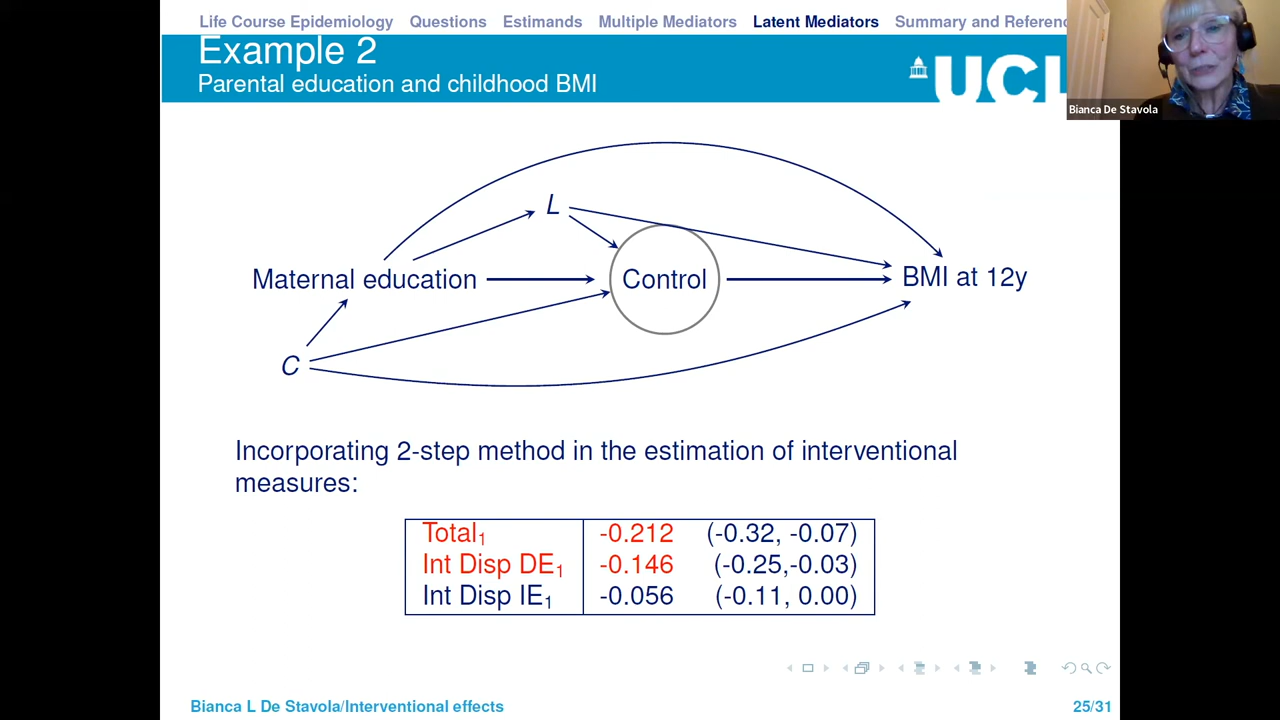 Life Course Epidemiology Questions Estimands Multiple Mediators Latent Mediators Summary and
Example 2
Parental education and childhood BMI
UCL
Bianca De Stavola
L
Maternal education
Control
BMI at 12y
C
Incorporating 2-step method in the estimation of interventional
measures:
Total₁ -0.212 (-0.32, -0.07)
Int Disp DE₁ -0.146 (-0.25,-0.03)
Int Disp IE₁ -0.056 (-0.11, 0.00)
Bianca L De Stavola/Interventional effects 25/31